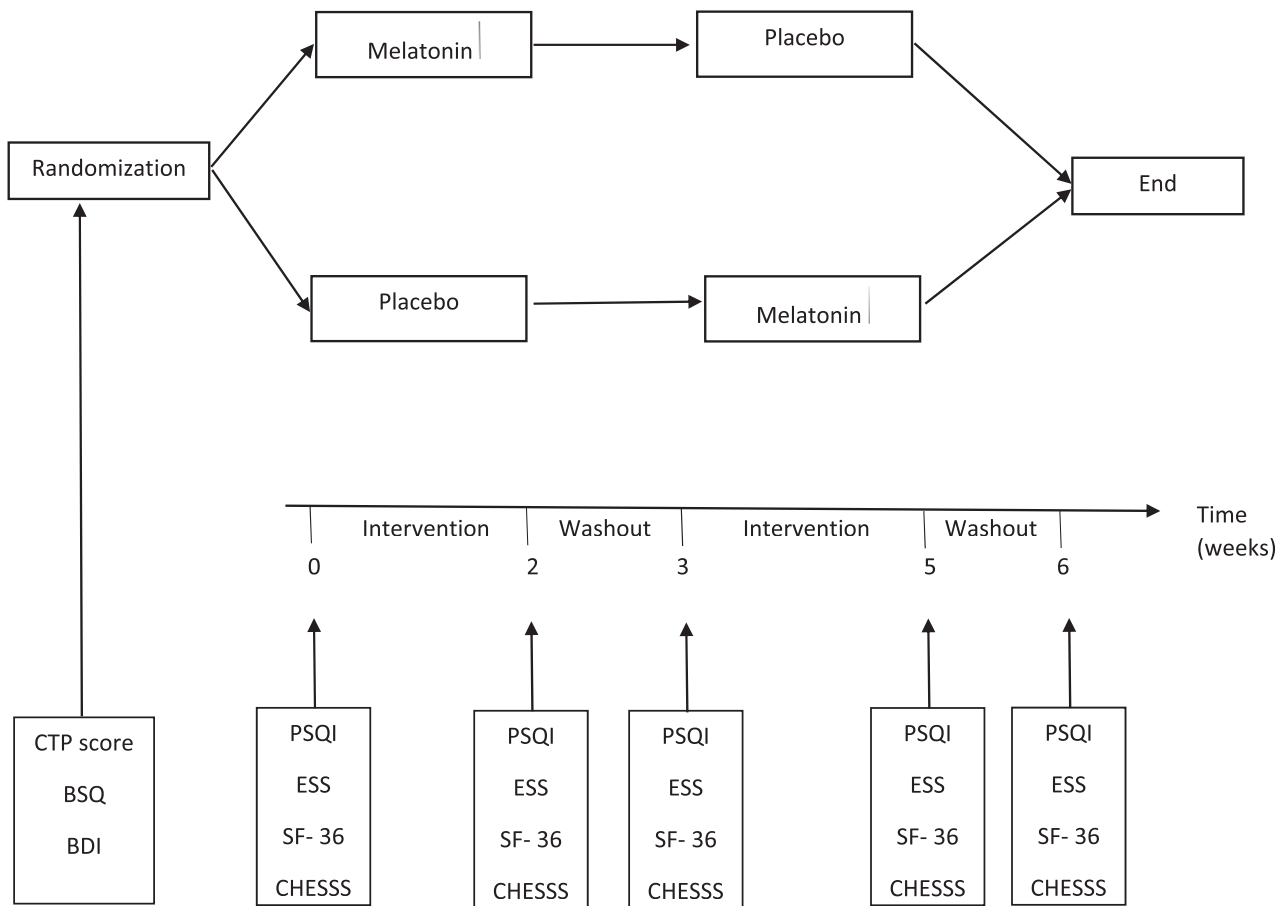 Melatonin
Placebo
Randomization
End
Placebo
Melatonin
Intervention
Washout
Intervention
Washout
Time
(weeks)
0
2
3
5
6
CTP score
BSQ
BDI
PSQI
ESS
SF- 36
CHESSS
PSQI
ESS
SF- 36
CHESSS
PSQI
ESS
SF- 36
CHESSS
PSQI
ESS
SF- 36
CHESSS
PSQI
ESS
SF- 36
CHESSS